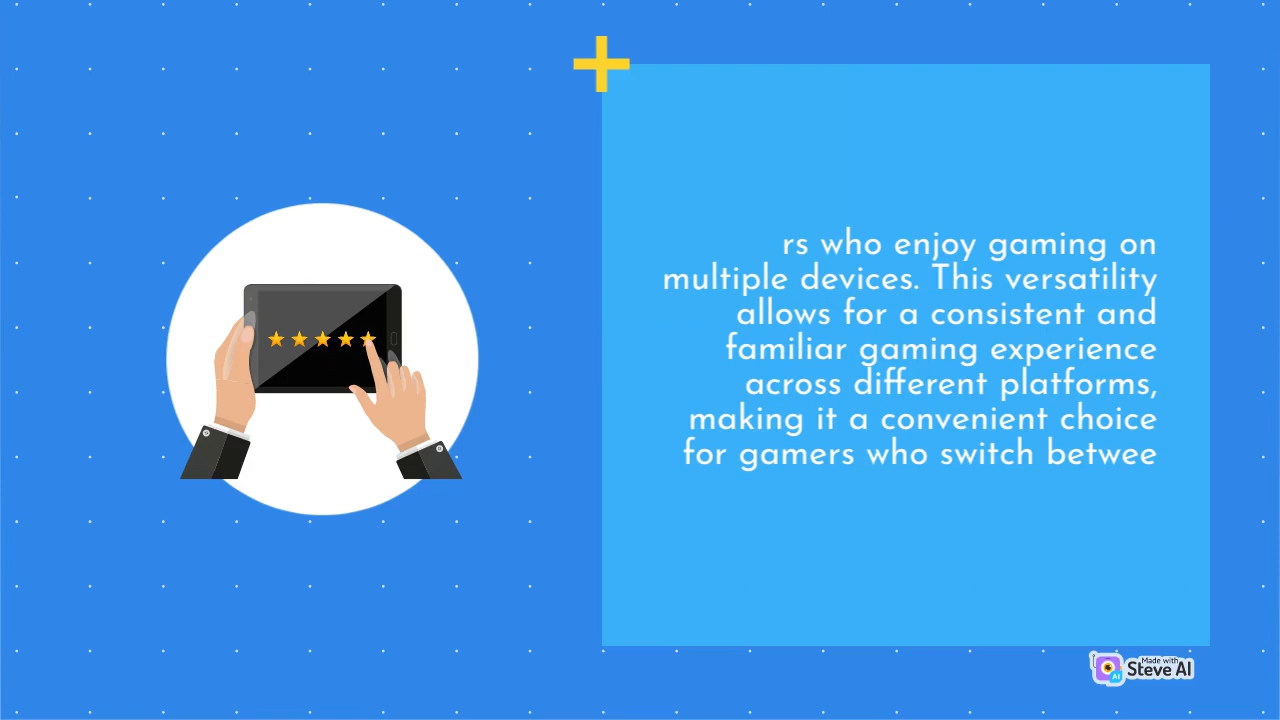 rs who enjoy gaming on
multiple devices. This versatility
allows for a consistent and
familiar gaming experience
across different platforms,
making it a convenient choice
for gamers who switch betwee
Made with
Steve AI
AI